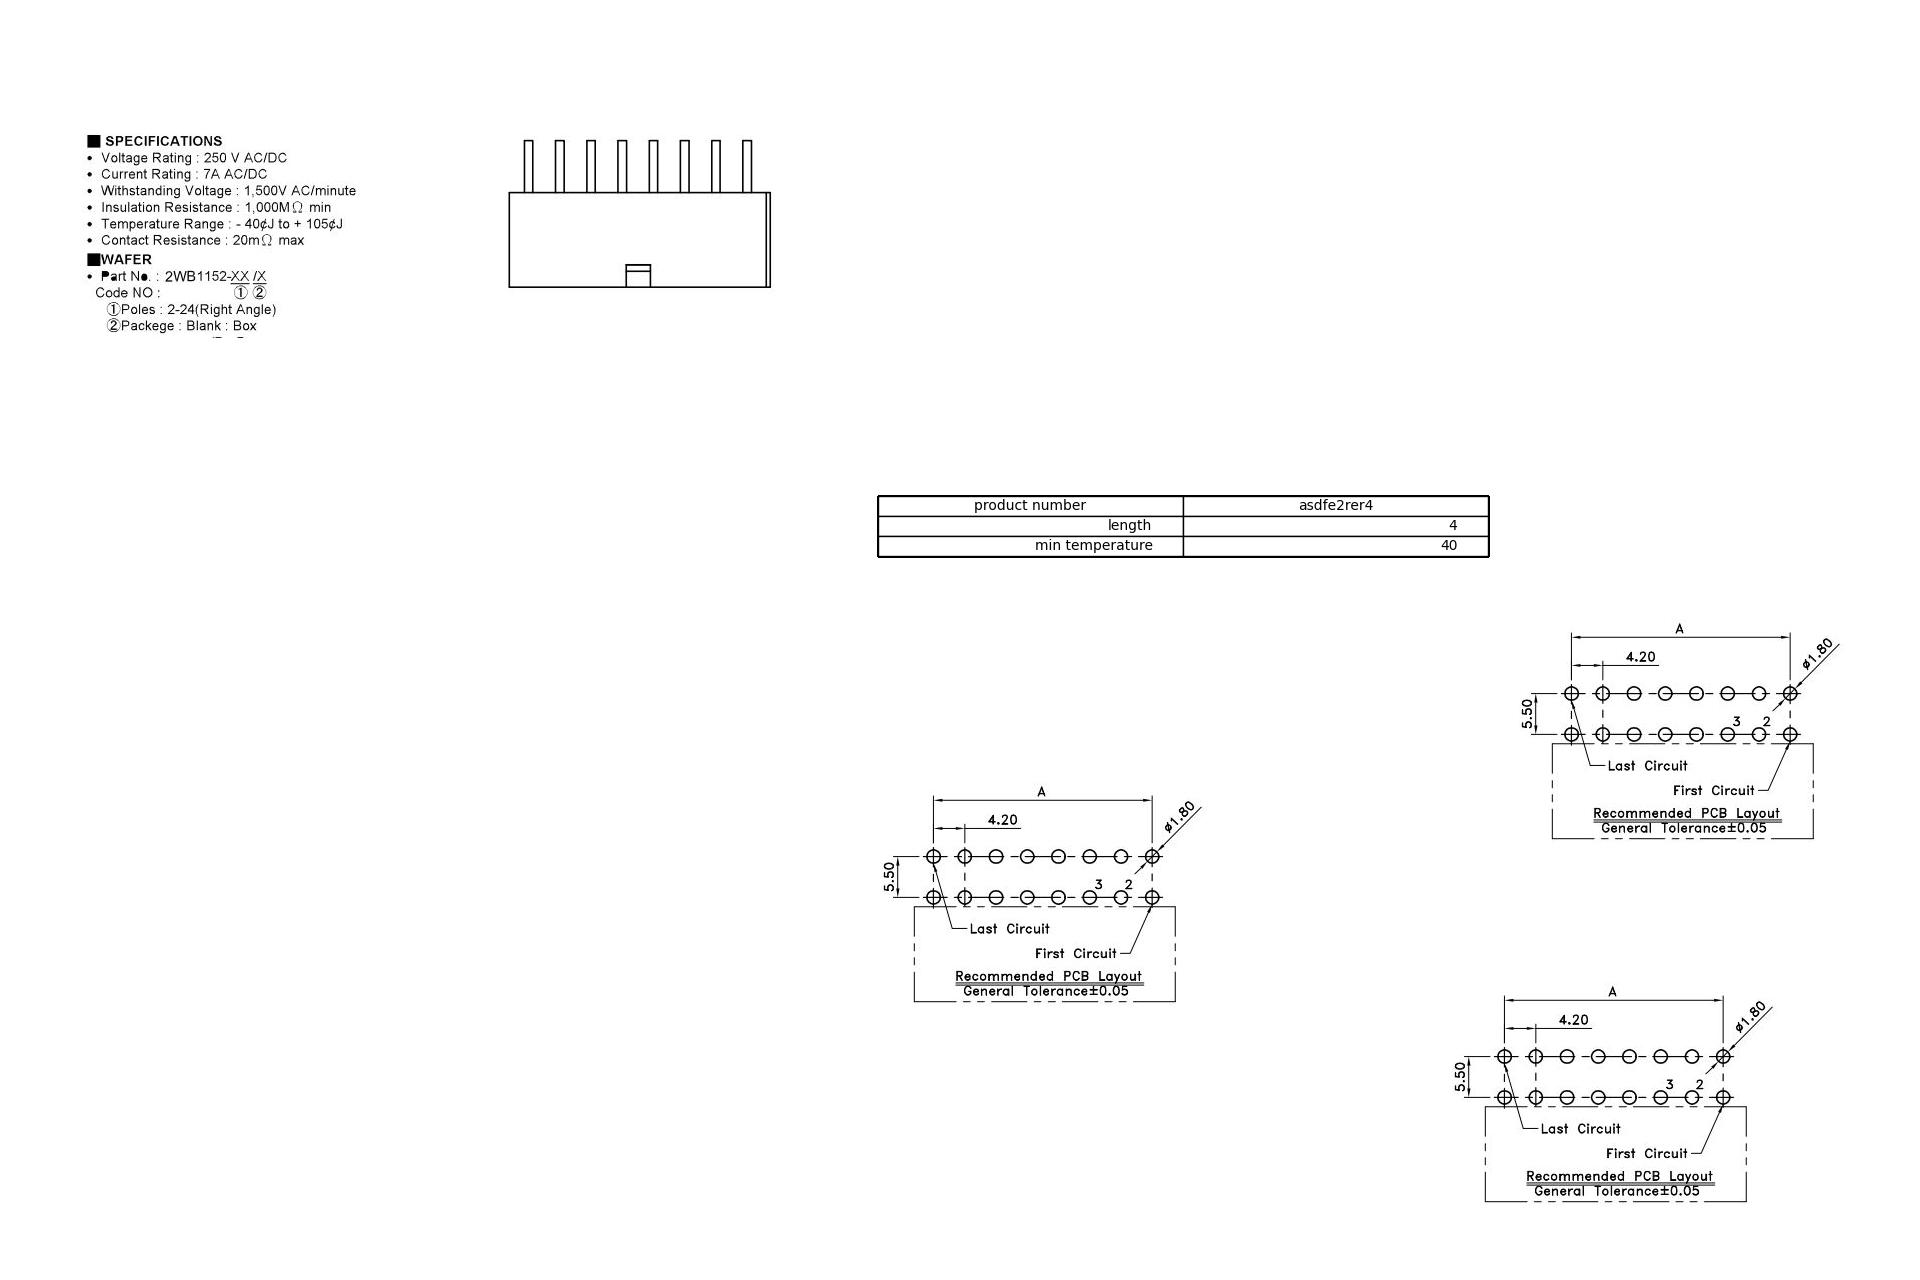 ■ SPECIFICATIONS
• Voltage Rating : 250 V AC/DC
• Current Rating : 7A AC/DC
• Withstanding Voltage : 1,500V AC/minute
• Insulation Resistance : 1,000MΩ min
• Temperature Range : - 40¢J to + 105¢J
• Contact Resistance : 20mΩ max
■WAFER
• Part No. : 2WB1152-XX /X
Code NO : ① ②
①Poles : 2-24(Right Angle)
②Packege : Blank : Box
product number asdfe2rer4
length 4
min temperature 40
A
4.20
ø1.80
5.50
3 2
Last Circuit
First Circuit
Recommended PCB Layout
General Tolerance±0.05
A
4.20
ø1.80
5.50
3 2
Last Circuit
First Circuit
Recommended PCB Layout
General Tolerance±0.05
A
4.20
ø1.80
5.50
3 2
Last Circuit
First Circuit
Recommended PCB Layout
General Tolerance±0.05